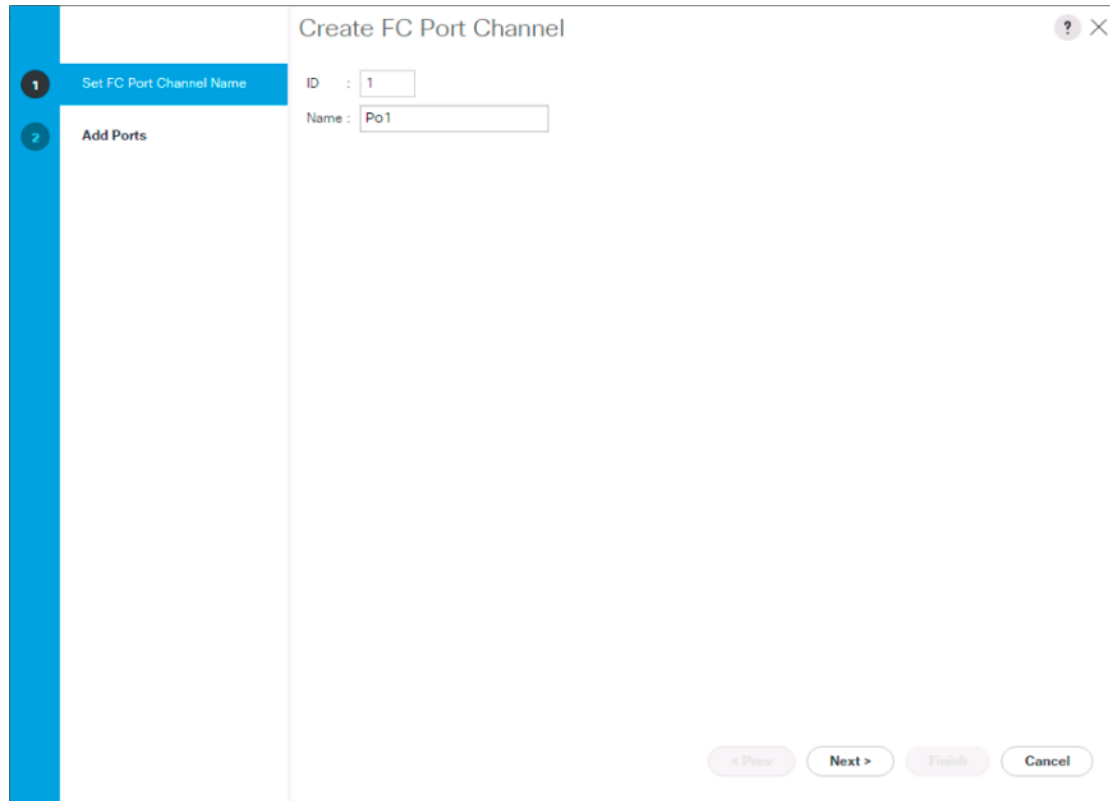 Create FC Port Channel
?
1 Set FC Port Channel Name
2 Add Ports
ID : 1
Name : Po1
< Prev Next > Finish Cancel